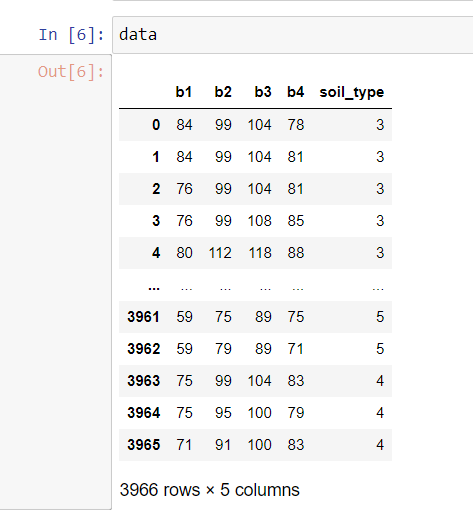 In [6]: data
Out[6]:
b1 b2 b3 b4 soil_type
0 84 99 104 78 3
1 84 99 104 81 3
2 76 99 104 81 3
3 76 99 108 85 3
4 80 112 118 88 3
... ... ... ... ... ...
3961 59 75 89 75 5
3962 59 79 89 71 5
3963 75 99 104 83 4
3964 75 95 100 79 4
3965 71 91 100 83 4
3966 rows × 5 columns